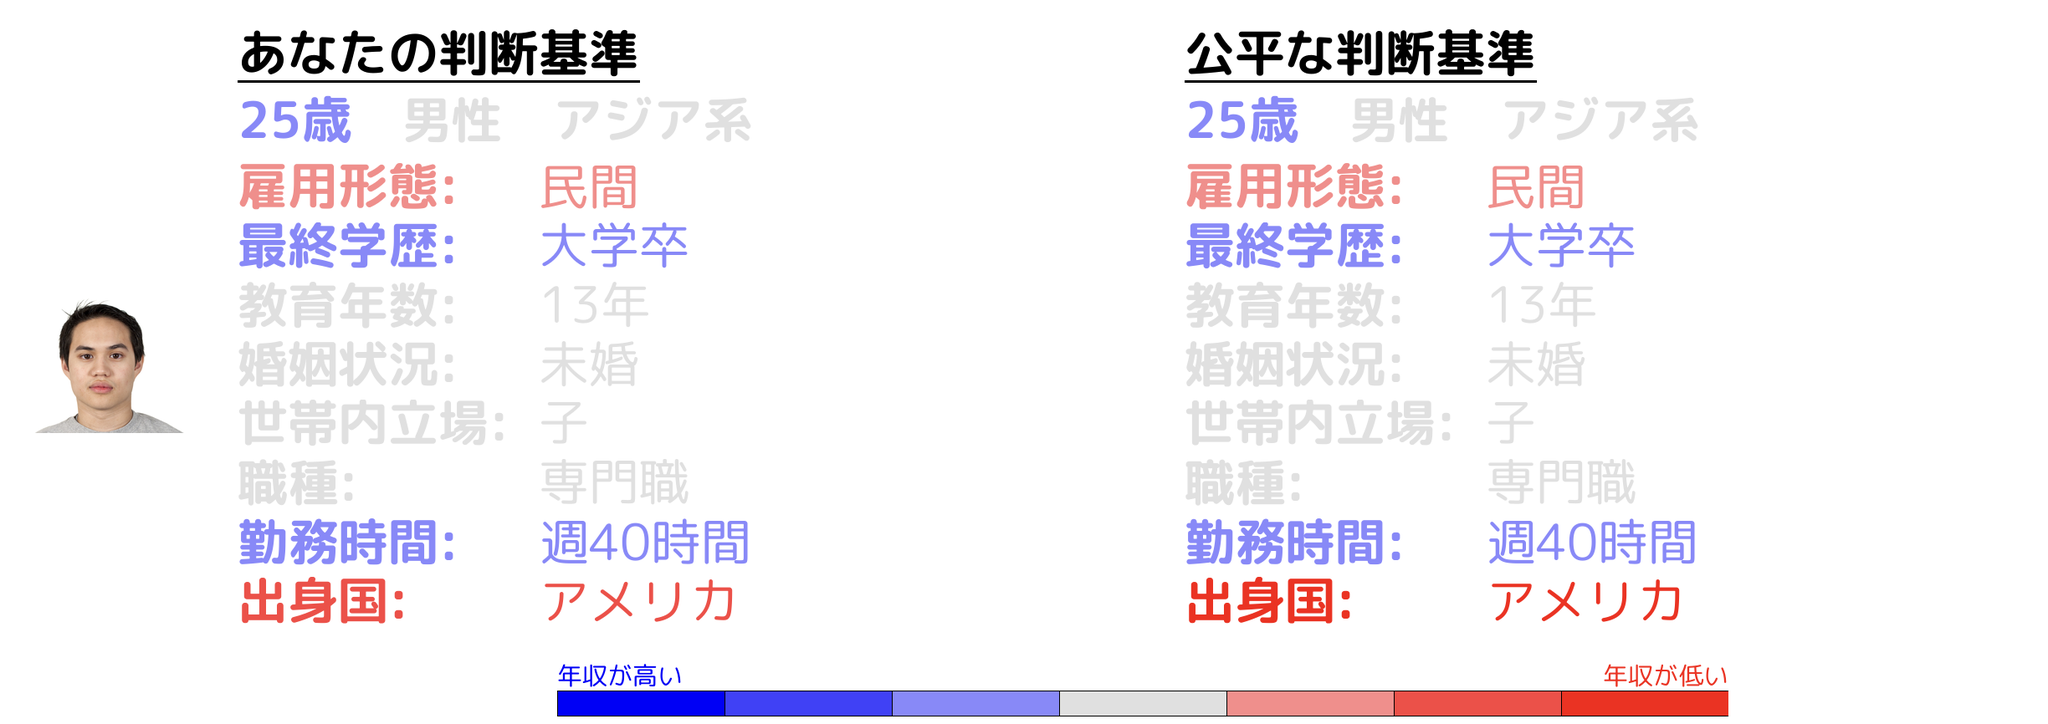 あなたの判断基準
25歳 男性 アジア系
雇用形態: 民間
最終学歴: 大学卒
教育年数: 13年
婚姻状況: 未婚
世帯内立場: 子
職種: 専門職
勤務時間: 週40時間
出身国: アメリカ
公平な判断基準
25歳 男性 アジア系
雇用形態: 民間
最終学歴: 大学卒
教育年数: 13年
婚姻状況: 未婚
世帯内立場: 子
職種: 専門職
勤務時間: 週40時間
出身国: アメリカ
年収が高い
年収が低い